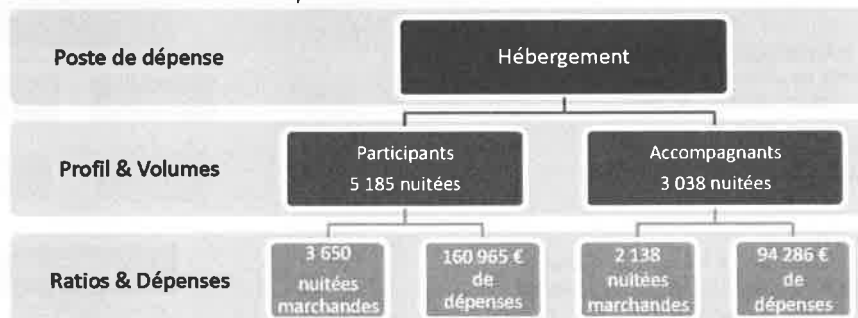 Poste de dépense
Hébergement
Profil & Volumes
Participants
5 185 nuitées
Accompagnants
3 038 nuitées
Ratios & Dépenses
3 650
nuitées
marchandes
160 965 €
de
dépenses
2 138
nuitées
marchandes
94 286 €
de
dépenses